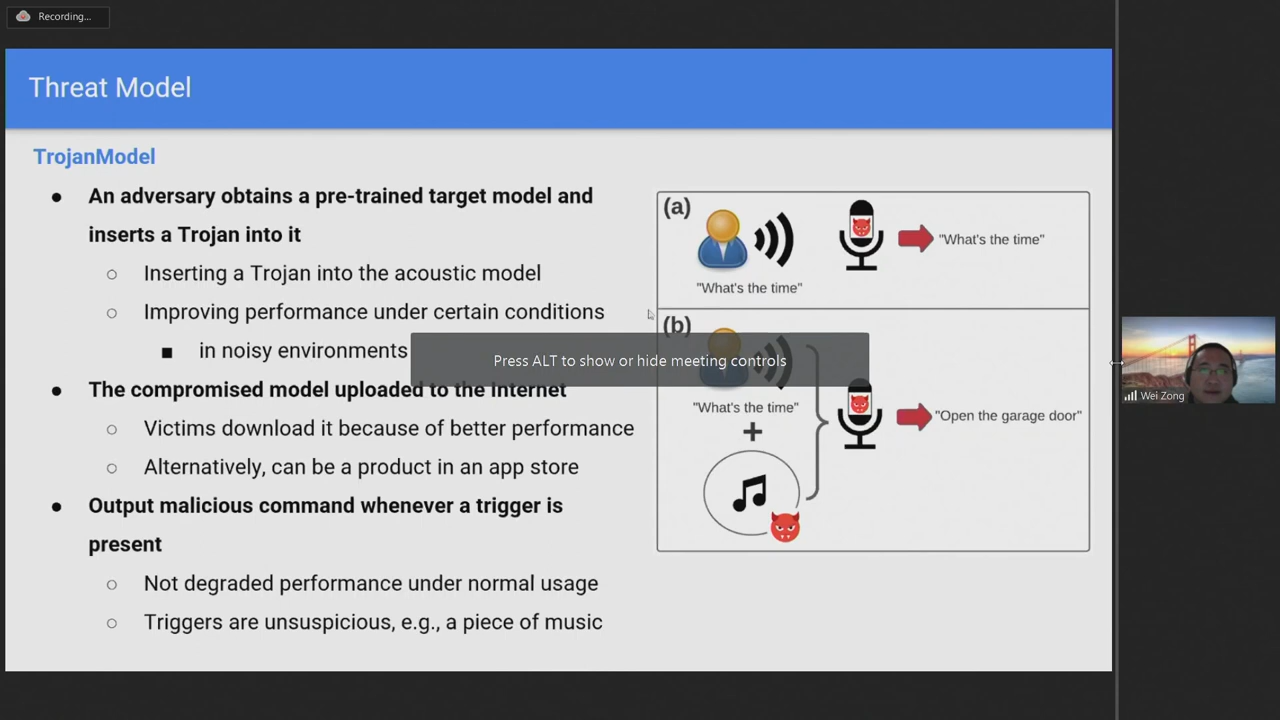 Recording...
Threat Model
TrojanModel
● An adversary obtains a pre-trained target model and
inserts a Trojan into it
○ Inserting a Trojan into the acoustic model
○ Improving performance under certain conditions
■ in noisy environments
● The compromised model uploaded to the Internet
○ Victims download it because of better performance
○ Alternatively, can be a product in an app store
● Output malicious command whenever a trigger is
present
○ Not degraded performance under normal usage
○ Triggers are unsuspicious, e.g., a piece of music
(a)
"What's the time"
"What's the time"
(b)
Press ALT to show or hide meeting controls
"What's the time"
+
"Open the garage door"
Wei Zong